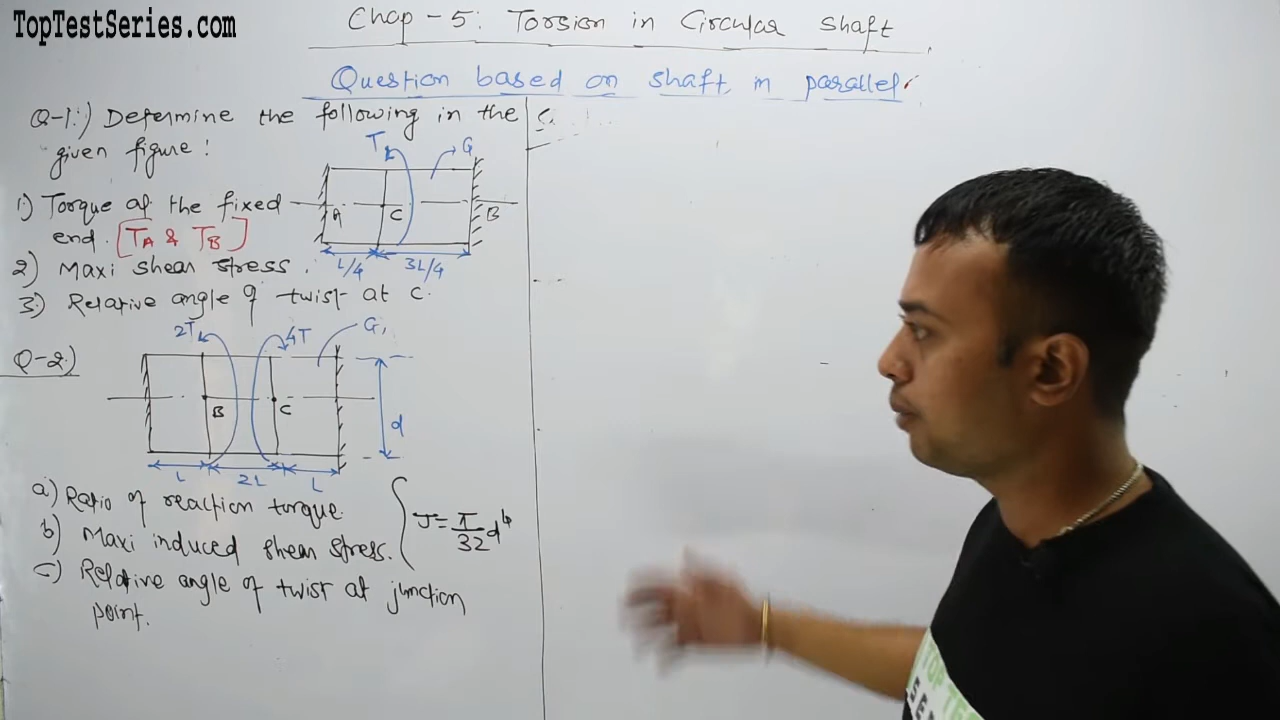 TopTestSeries.com
Chap - 5: Torsion in Circular shaft
Question based on shaft in parallel
Q-1:) Determine the following in the
given figure:
1:) Torque at the fixed
end. [TA & TB]
2) Maxi shear stress.
3:) Relative angle of twist at C.
T
G
A
C
B
L/4
3L/4
Q-2:)
2T
4T
G,
B
C
d
L
2L
L
a) Ratio of reaction torque.
b) Maxi induced shear stress.
c) Relative angle of twist at junction
point.
J = π/32 d⁴
TOP TE